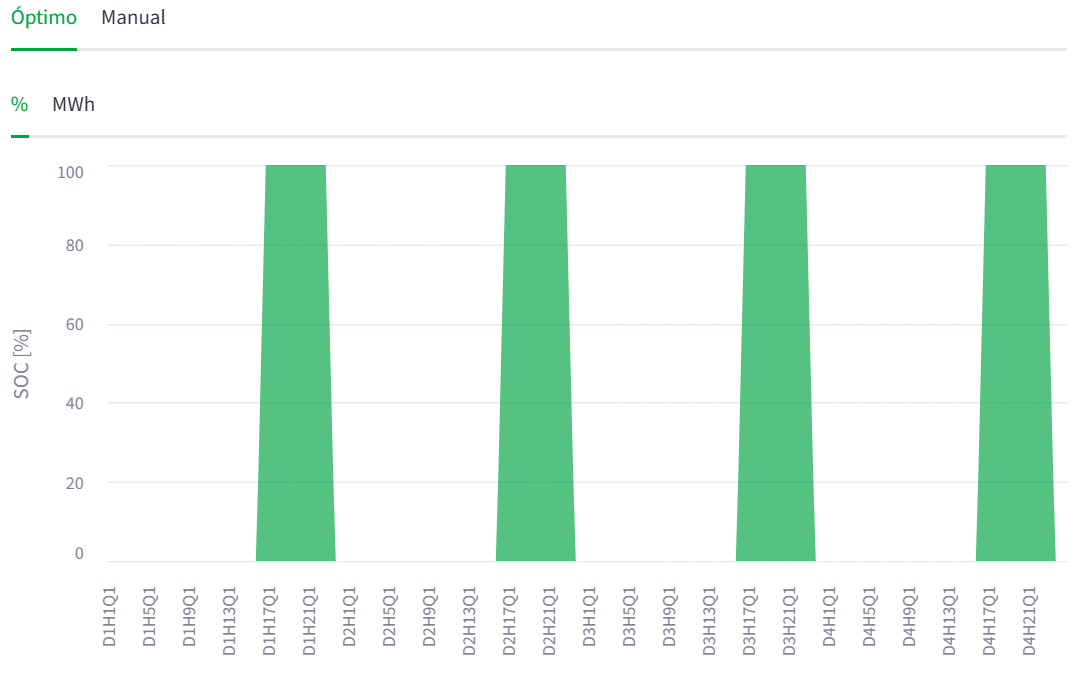 Óptimo Manual
% MWh
100
80
60
40
20
0
SOC [%]
D1H1Q1
D1H5Q1
D1H9Q1
D1H13Q1
D1H17Q1
D1H21Q1
D2H1Q1
D2H5Q1
D2H9Q1
D2H13Q1
D2H17Q1
D2H21Q1
D3H1Q1
D3H5Q1
D3H9Q1
D3H13Q1
D3H17Q1
D3H21Q1
D4H1Q1
D4H5Q1
D4H9Q1
D4H13Q1
D4H17Q1
D4H21Q1